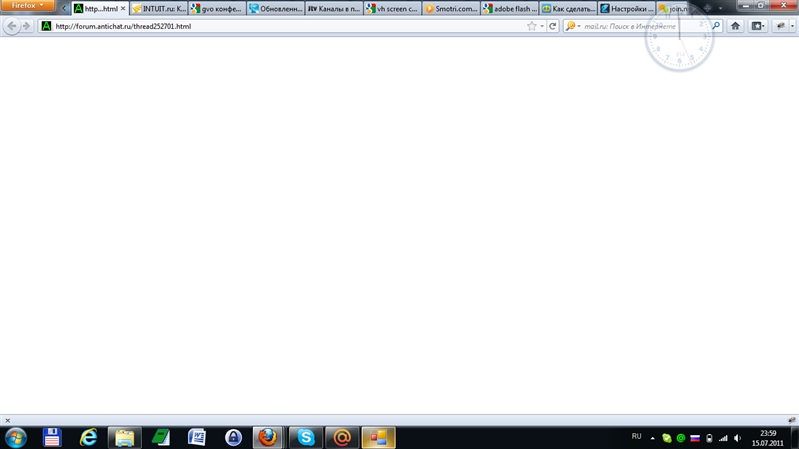 Firefox
http...html
INTUIT.ru: К...
gvo конфе...
Обновленн...
Каналы в п...
vh screen c...
Smotri.com...
adobe flash ...
Как сделать...
Настройки ...
join.m
http://forum.antichat.ru/thread252701.html
mail.ru: Поиск в Интернете
RU
23:59
15.07.2011